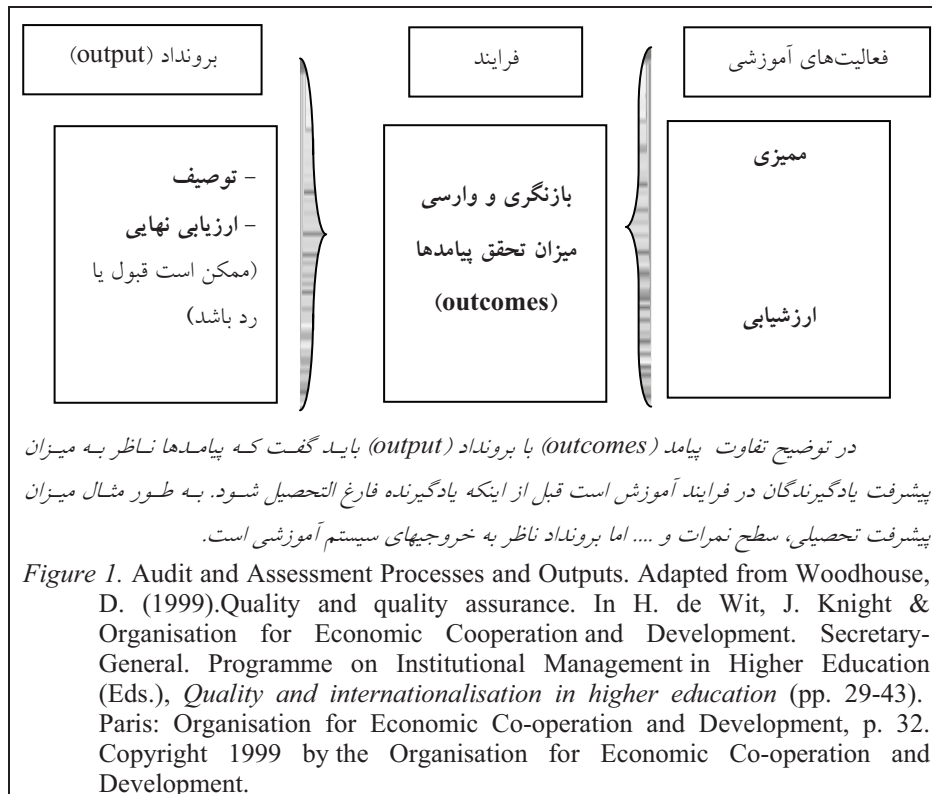 فعالیت‌های آموزشی
فرایند
برونداد (output)
ممیزی
ارزشیابی
بازنگری و وارسی
میزان تحقق پیامدها
(outcomes)
- توصیف
- ارزیابی نهایی
(ممکن است قبول یا
رد باشد)
در توضیح تفاوت پیامد (outcomes) با برونداد (output) باید گفت که پیامدها ناظر به میزان
پیشرفت یادگیرندگان در فرایند آموزش است قبل از اینکه یادگیرنده فارغ التحصیل شود. به طور مثال میزان
پیشرفت تحصیلی، سطح نمرات و .... اما برونداد ناظر به خروجیهای سیستم آموزشی است.
Figure 1. Audit and Assessment Processes and Outputs. Adapted from Woodhouse,
D. (1999).Quality and quality assurance. In H. de Wit, J. Knight &
Organisation for Economic Cooperation and Development. Secretary-
General. Programme on Institutional Management in Higher Education
(Eds.), Quality and internationalisation in higher education (pp. 29-43).
Paris: Organisation for Economic Co-operation and Development, p. 32.
Copyright 1999 by the Organisation for Economic Co-operation and
Development.